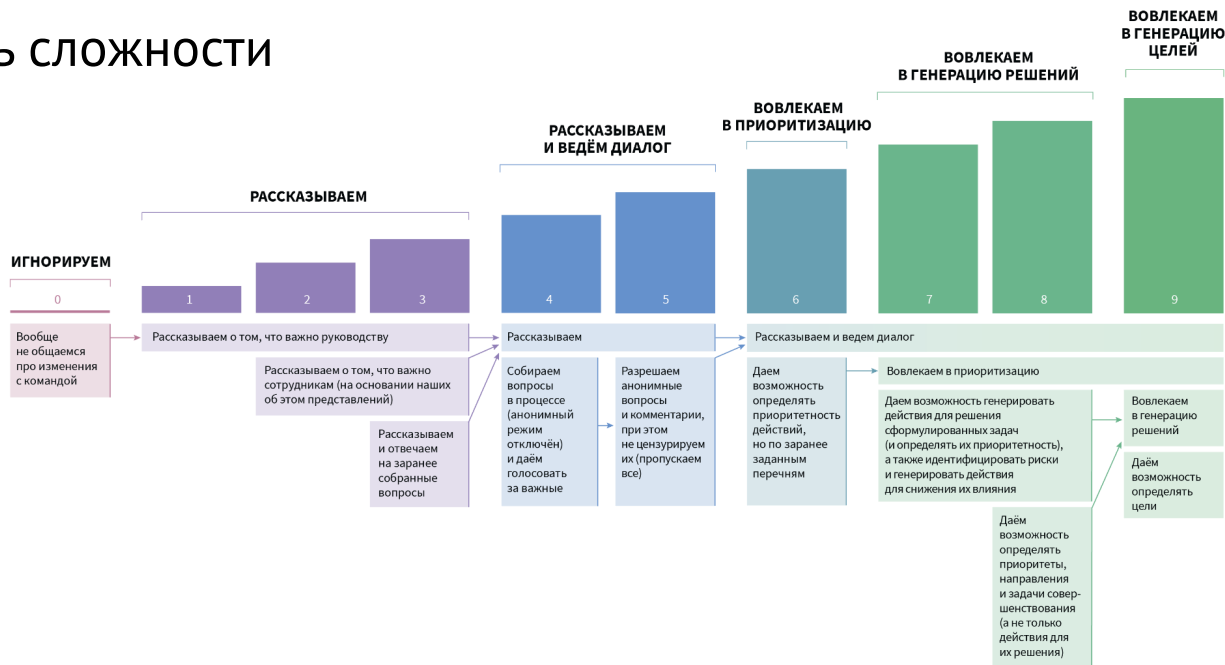 ь сложности
ВОВЛЕКАЕМ
В ГЕНЕРАЦИЮ
ЦЕЛЕЙ
ВОВЛЕКАЕМ
В ГЕНЕРАЦИЮ РЕШЕНИЙ
ВОВЛЕКАЕМ
В ПРИОРИТИЗАЦИЮ
РАССКАЗЫВАЕМ
И ВЕДЁМ ДИАЛОГ
РАССКАЗЫВАЕМ
ИГНОРИРУЕМ
0
1
2
3
4
5
6
7
8
9
Вообще
не общаемся
про изменения
с командой
Рассказываем о том, что важно руководству
Рассказываем о том, что важно
сотрудникам (на основании наших
об этом представлений)
Рассказываем
и отвечаем
на заранее
собранные
вопросы
Рассказываем
Собираем
вопросы
в процессе
(анонимный
режим
отключён)
и даём
голосовать
за важные
Разрешаем
анонимные
вопросы
и комментарии,
при этом
не цензурируем
их (пропускаем
все)
Рассказываем и ведем диалог
Даем
возможность
определять
приоритетность
действий,
но по заранее
заданным
перечням
Вовлекаем в приоритизацию
Даем возможность генерировать
действия для решения
сформулированных задач
(и определять их приоритетность),
а также идентифицировать риски
и генерировать действия
для снижения их влияния
Даём
возможность
определять
приоритеты,
направления
и задачи совер-
шенствования
(а не только
действия для
их решения)
Вовлекаем
в генерацию
решений
Даём
возможность
определять
цели